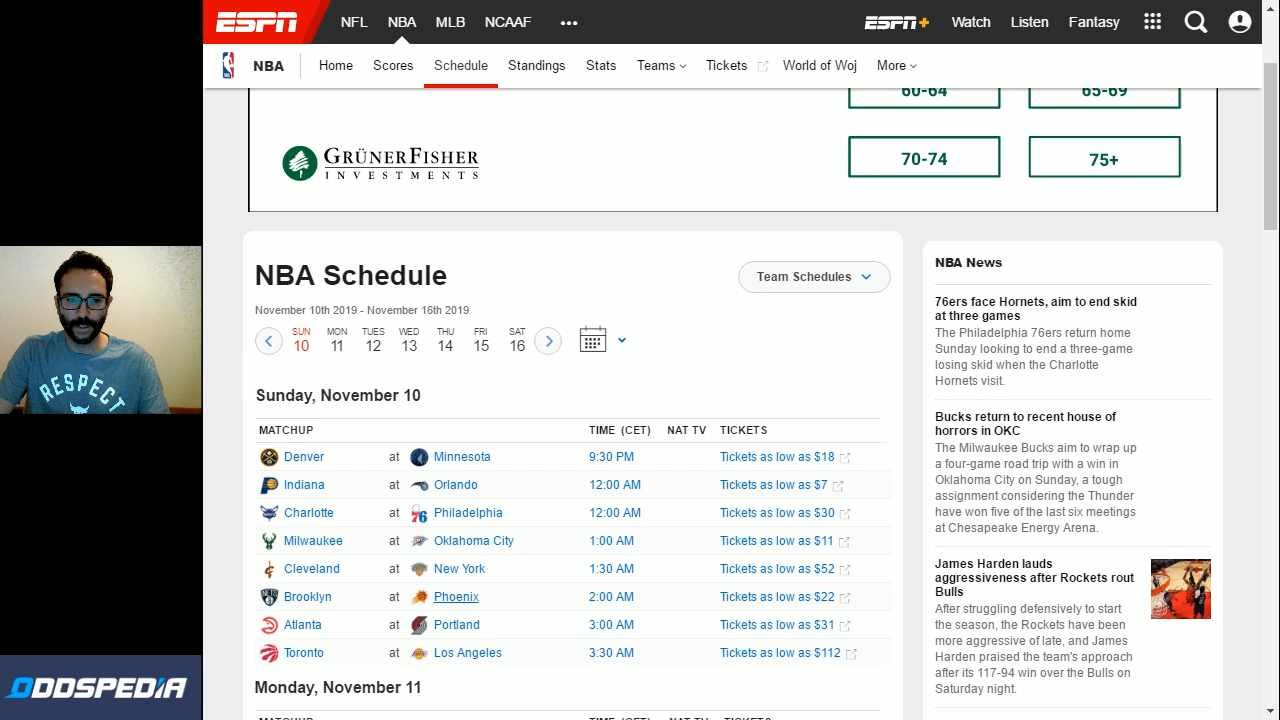 ESPN NFL NBA MLB NCAAF ••• ESPN+ Watch Listen Fantasy
NBA Home Scores Schedule Standings Stats Teams Tickets World of Woj More
60-64 65-69
GRÜNERFISHER
INVESTMENTS
70-74 75+
NBA Schedule
Team Schedules
November 10th 2019 - November 16th 2019
SUN MON TUES WED THU FRI SAT
10 11 12 13 14 15 16
Sunday, November 10
MATCHUP TIME (CET) NAT TV TICKETS
Denver at Minnesota 9:30 PM Tickets as low as $18
Indiana at Orlando 12:00 AM Tickets as low as $7
Charlotte at Philadelphia 12:00 AM Tickets as low as $30
Milwaukee at Oklahoma City 1:00 AM Tickets as low as $11
Cleveland at New York 1:30 AM Tickets as low as $52
Brooklyn at Phoenix 2:00 AM Tickets as low as $22
Atlanta at Portland 3:00 AM Tickets as low as $31
Toronto at Los Angeles 3:30 AM Tickets as low as $112
Monday, November 11
MATCHUP TIME (CET) NAT TV TICKETS
NBA News
76ers face Hornets, aim to end skid
at three games
The Philadelphia 76ers return home
Sunday looking to end a three-game
losing skid when the Charlotte
Hornets visit.
Bucks return to recent house of
horrors in OKC
The Milwaukee Bucks aim to wrap up
a four-game road trip with a win in
Oklahoma City on Sunday, a tough
assignment considering the Thunder
have won five of the last six meetings
at Chesapeake Energy Arena.
James Harden lauds
aggressiveness after Rockets rout
Bulls
After struggling defensively to start
the season, the Rockets have been
more aggressive of late, and James
Harden praised the team's approach
after its 117-94 win over the Bulls on
Saturday night.
RESPECT
ODDSPEDIA